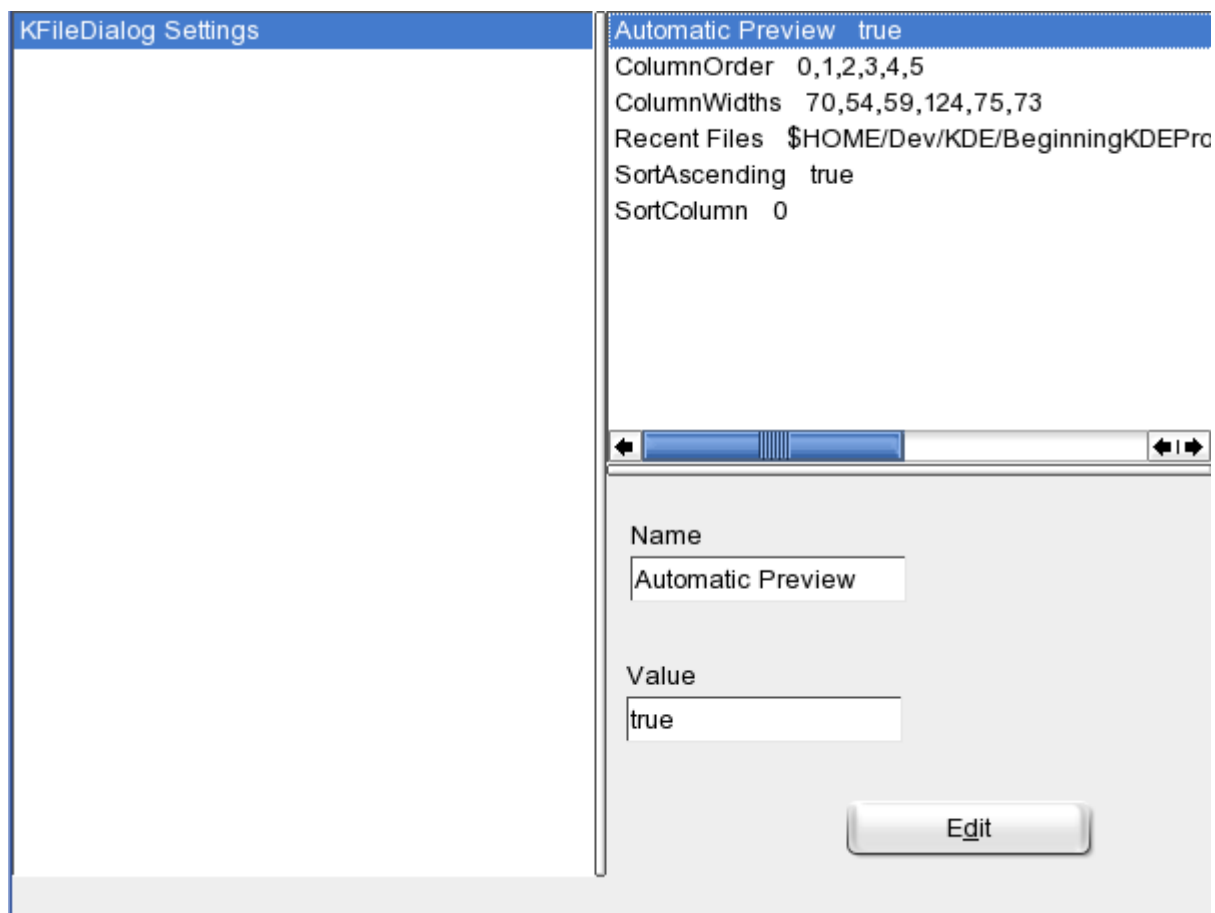 KFileDialog Settings
Automatic Preview true
ColumnOrder 0,1,2,3,4,5
ColumnWidths 70,54,59,124,75,73
Recent Files $HOME/Dev/KDE/BeginningKDEPro
SortAscending true
SortColumn 0
Name
Automatic Preview
Value
true
Edit